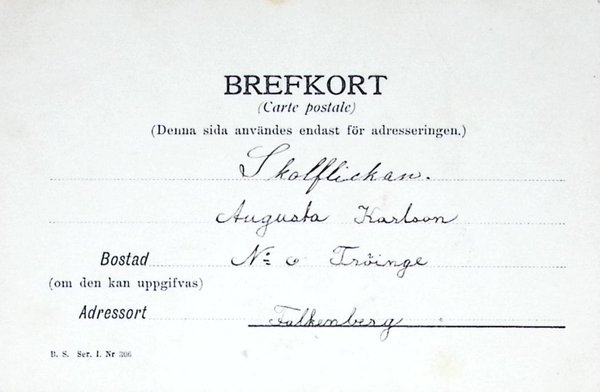 BREFKORT
(Carte postale)
(Denna sida användes endast för adresseringen.)
Skolflickan.
Augusta Karlson
Bostad No 6 Tröinge
(om den kan uppgifvas)
Adressort Falkenberg
B. S. Ser. I. Nr 306